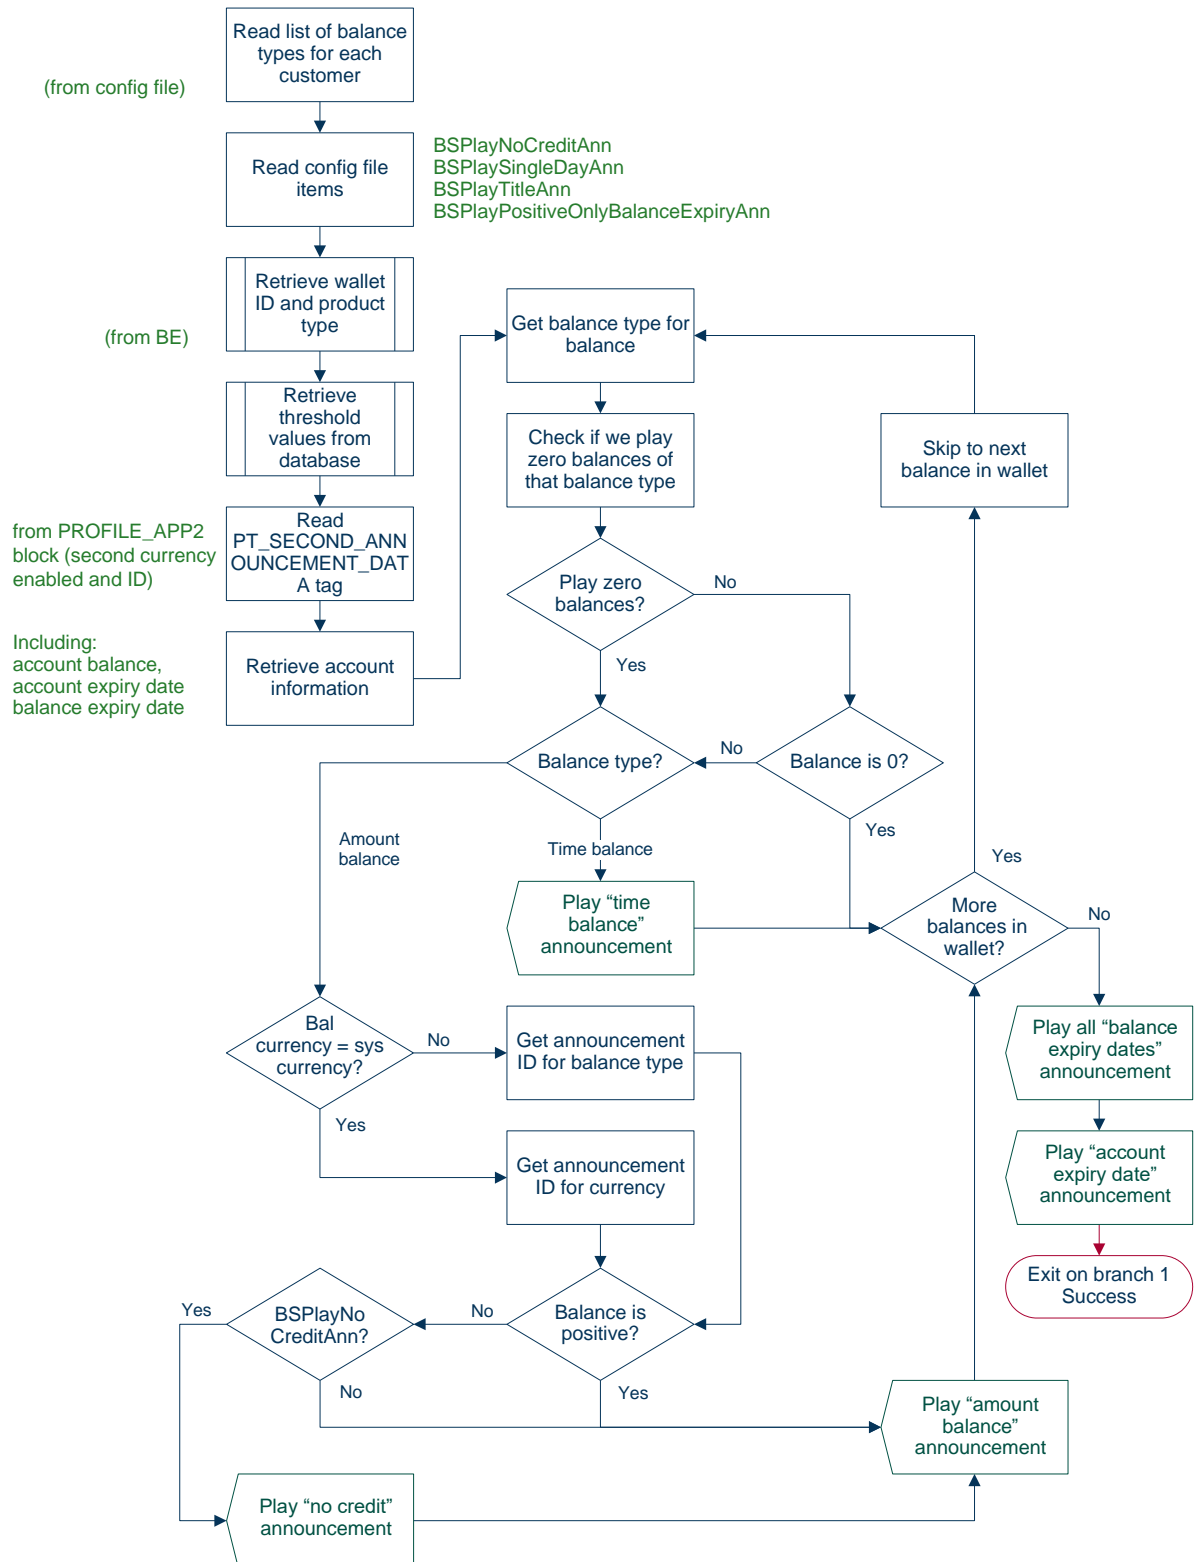 Read list of balance
types for each
customer
(from config file)
Read config file
items
BSPlayNoCreditAnn
BSPlaySingleDayAnn
BSPlayTitleAnn
BSPlayPositiveOnlyBalanceExpiryAnn
Retrieve wallet
ID and product
type
(from BE)
Retrieve
threshold
values from
database
Read
PT_SECOND_ANN
OUNCEMENT_DAT
A tag
from PROFILE_APP2
block (second currency
enabled and ID)
Retrieve account
information
Including:
account balance,
account expiry date
balance expiry date
Get balance type for
balance
Check if we play
zero balances of
that balance type
Skip to next
balance in wallet
Play zero
balances?
No
Yes
Balance type?
No
Balance is 0?
Yes
Amount
balance
Time balance
Play “time
balance”
announcement
Yes
More
balances in
wallet?
No
Bal
currency = sys
currency?
No
Get announcement
ID for balance type
Play all “balance
expiry dates”
announcement
Yes
Get announcement
ID for currency
Play “account
expiry date”
announcement
Exit on branch 1
Success
Yes
BSPlayNo
CreditAnn?
No
Balance is
positive?
No
Yes
Play “amount
balance”
announcement
Play “no credit”
announcement